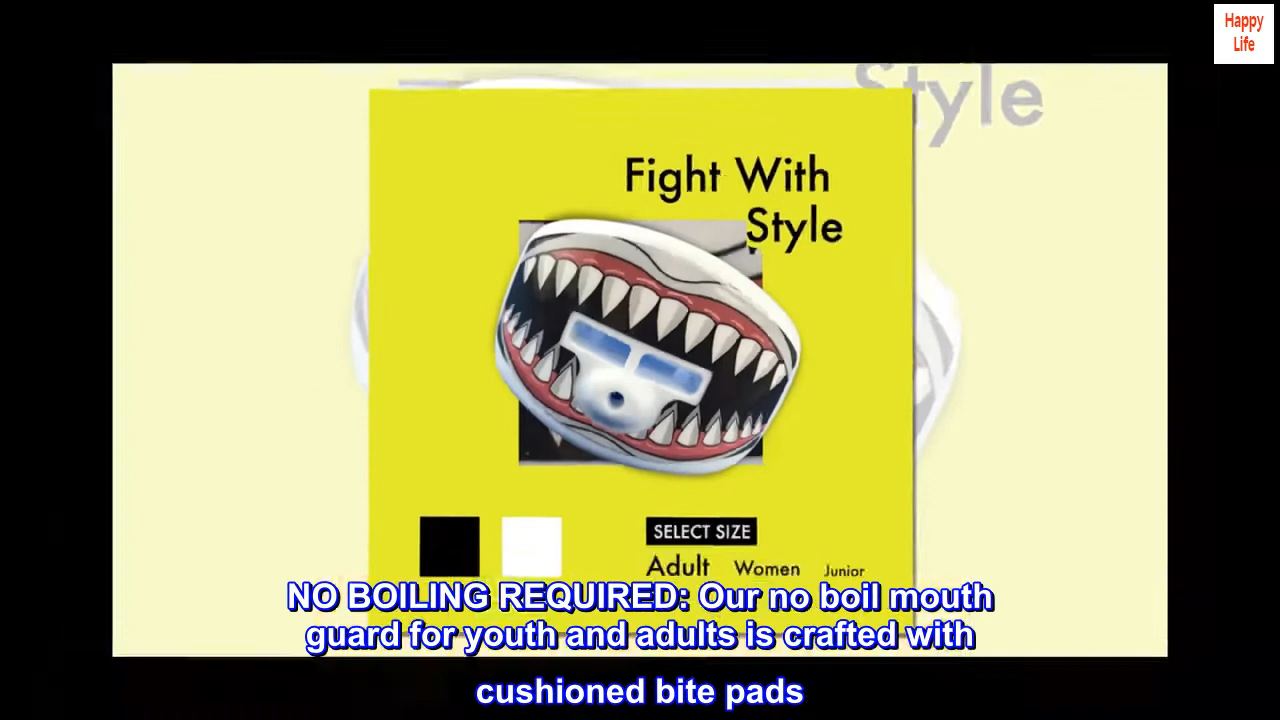 Happy
Life
Style
Fight With
Style
SELECT SIZE
Adult Women Junior
NO BOILING REQUIRED: Our no boil mouth
guard for youth and adults is crafted with
cushioned bite pads